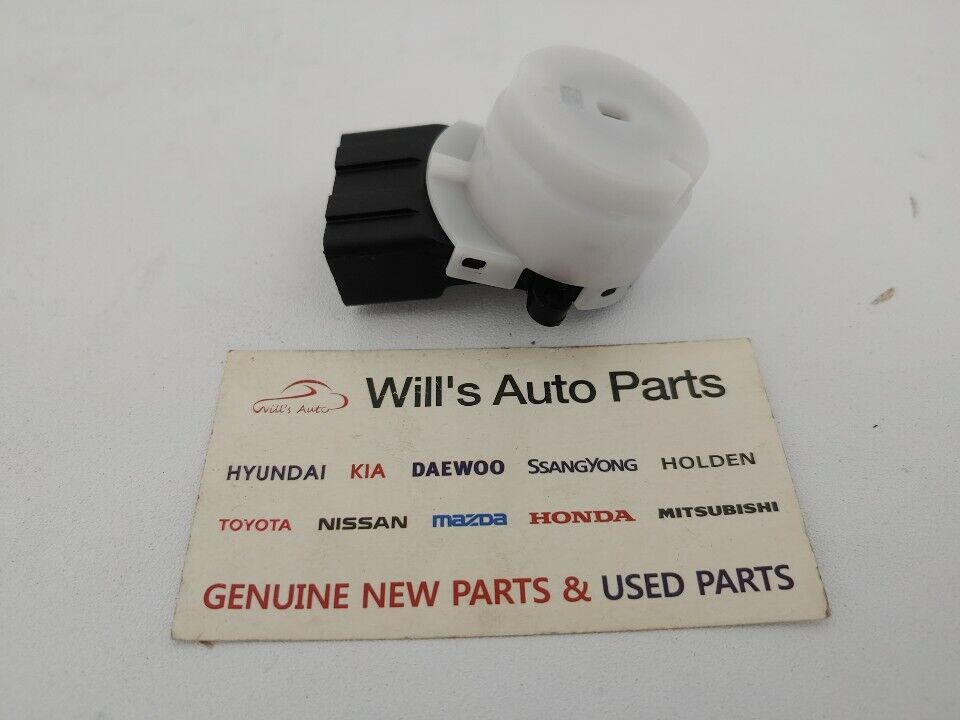 Will's Auto
Will's Auto Parts
HYUNDAI KIA DAEWOO SSANGYONG HOLDEN
TOYOTA NISSAN mazda HONDA MITSUBISHI
GENUINE NEW PARTS & USED PARTS